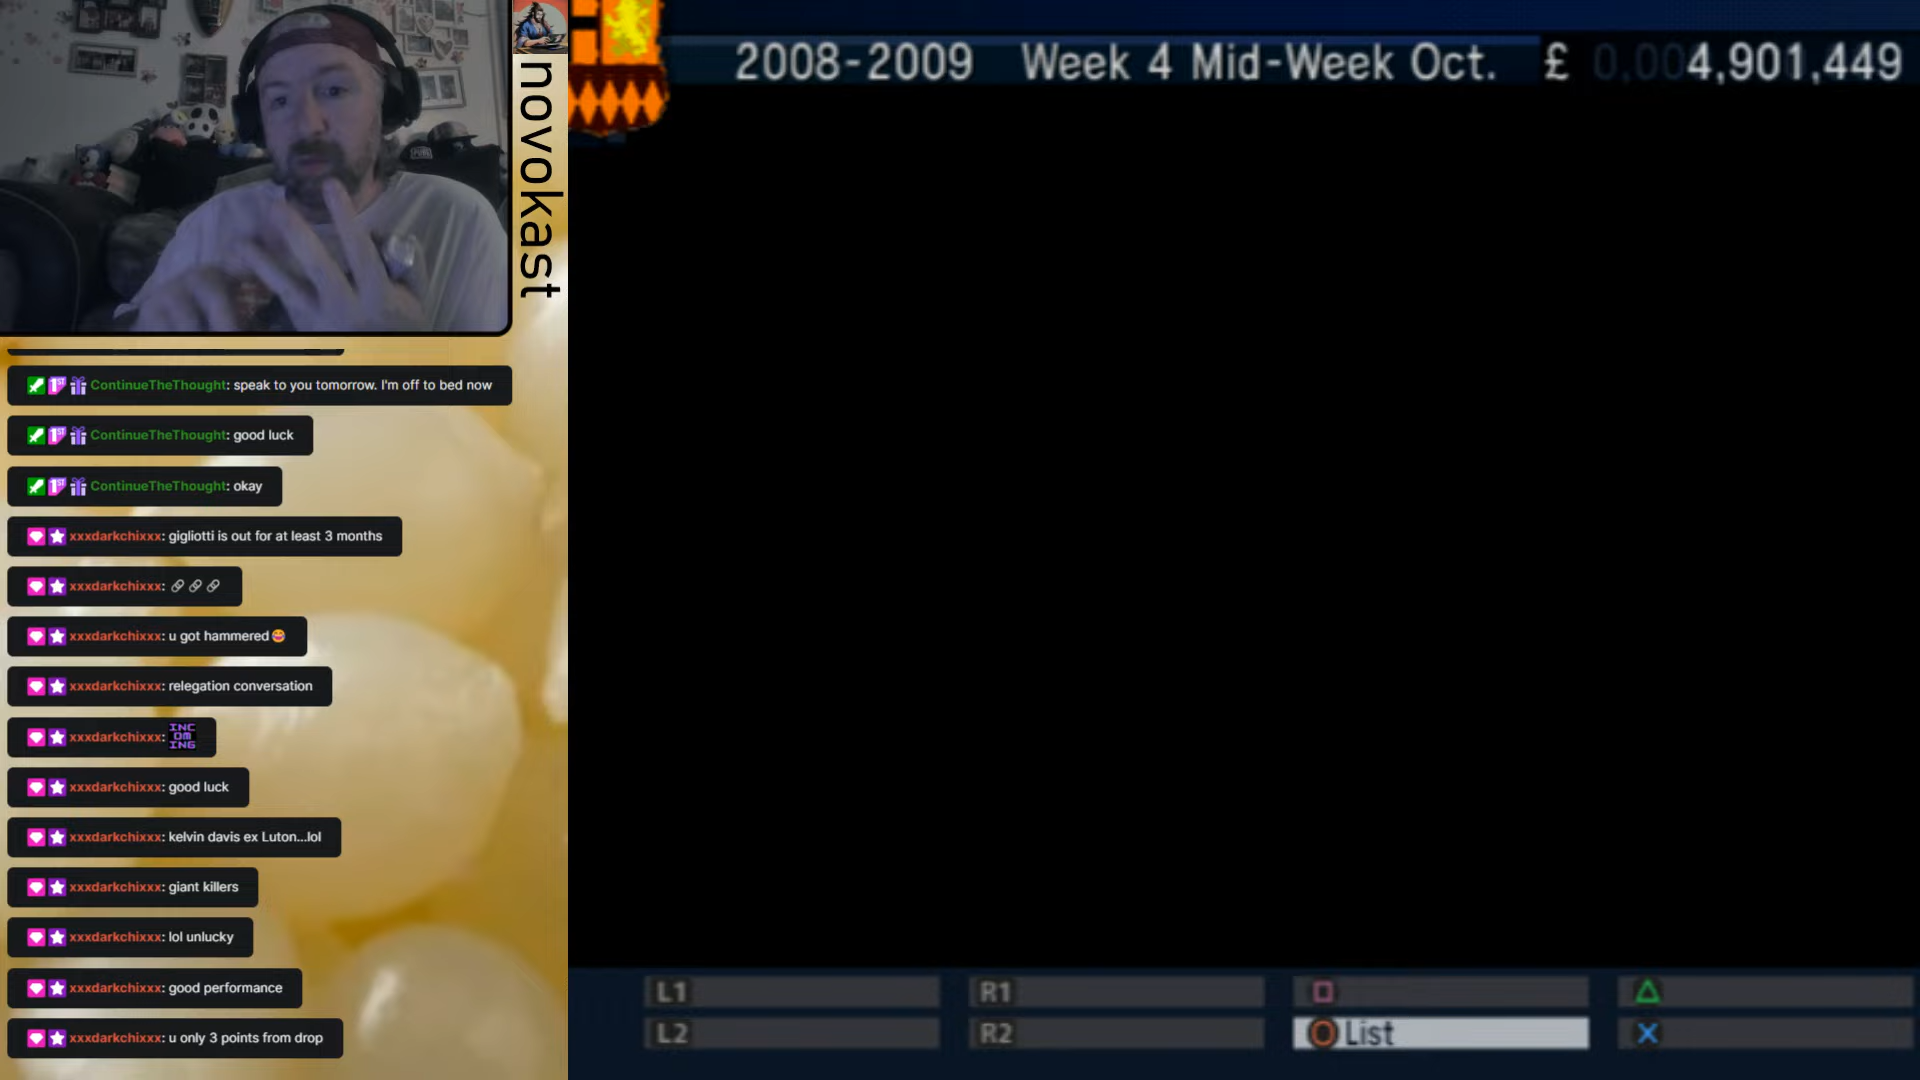 novokast
2008-2009 Week 4 Mid-Week Oct. £ 0,004,901,449
ContinueTheThought: speak to you tomorrow. I'm off to bed now
ContinueTheThought: good luck
ContinueTheThought: okay
xxxdarkchixxx: gigliotti is out for at least 3 months
xxxdarkchixxx: 🔗🔗🔗
xxxdarkchixxx: u got hammered😆
xxxdarkchixxx: relegation conversation
xxxdarkchixxx: INCOMING
xxxdarkchixxx: good luck
xxxdarkchixxx: kelvin davis ex Luton...lol
xxxdarkchixxx: giant killers
xxxdarkchixxx: lol unlucky
xxxdarkchixxx: good performance
xxxdarkchixxx: u only 3 points from drop
L1 R1
L2 R2 List